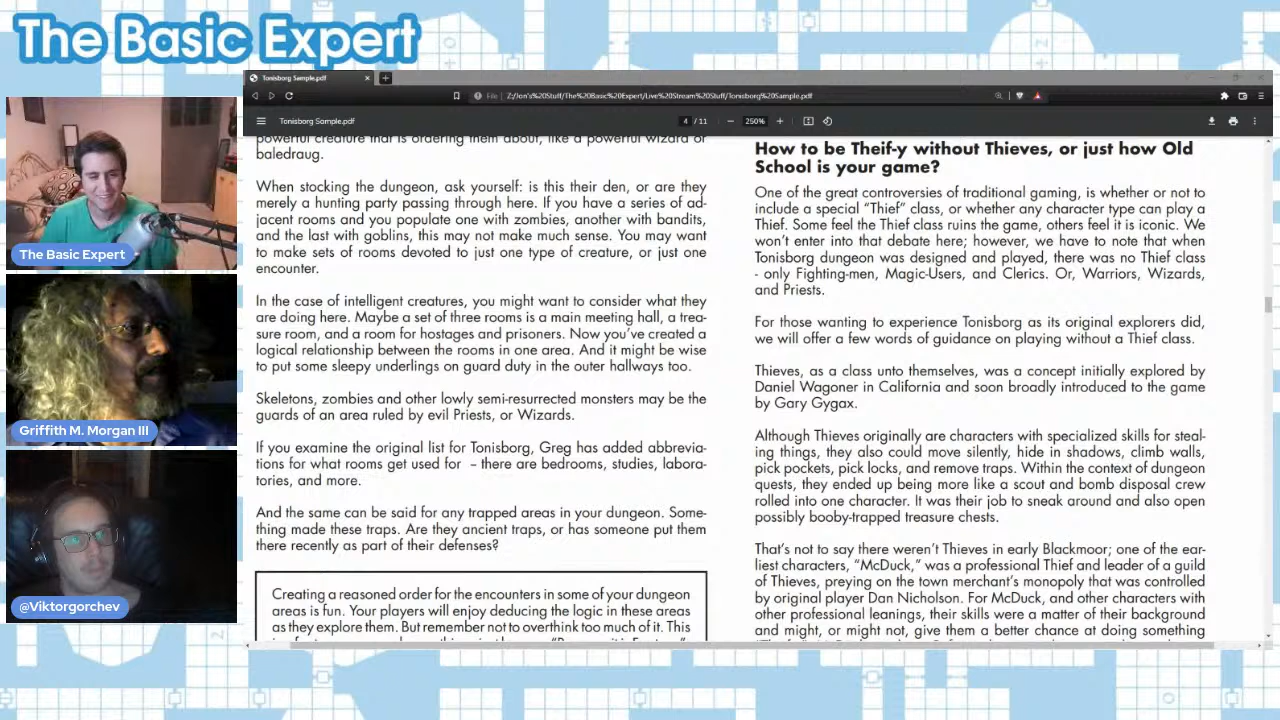 The Basic Expert
Tonisborg Sample.pdf
File | Z:/Jon's%20Stuff/The%20Basic%20Expert/Live%20Stream%20Stuff/Tonisborg%20Sample.pdf
Tonisborg Sample.pdf
4 / 11
250%
The Basic Expert
Griffith M. Morgan III
@Viktorgorchev
powerful creature that is ordering them about, like a powerful wizard or
baledraug.
When stocking the dungeon, ask yourself: is this their den, or are they
merely a hunting party passing through here. If you have a series of ad-
jacent rooms and you populate one with zombies, another with bandits,
and the last with goblins, this may not make much sense. You may want
to make sets of rooms devoted to just one type of creature, or just one
encounter.
In the case of intelligent creatures, you might want to consider what they
are doing here. Maybe a set of three rooms is a main meeting hall, a trea-
sure room, and a room for hostages and prisoners. Now you've created a
logical relationship between the rooms in one area. And it might be wise
to put some sleepy underlings on guard duty in the outer hallways too.
Skeletons, zombies and other lowly semi-resurrected monsters may be the
guards of an area ruled by evil Priests, or Wizards.
If you examine the original list for Tonisborg, Greg has added abbrevia-
tions for what rooms get used for – there are bedrooms, studies, labora-
tories, and more.
And the same can be said for any trapped areas in your dungeon. Some-
thing made these traps. Are they ancient traps, or has someone put them
there recently as part of their defenses?
Creating a reasoned order for the encounters in some of your dungeon
areas is fun. Your players will enjoy deducing the logic in these areas
as they explore them. But remember not to overthink too much of it. This
How to be Theif-y without Thieves, or just how Old
School is your game?
One of the great controversies of traditional gaming, is whether or not to
include a special "Thief" class, or whether any character type can play a
Thief. Some feel the Thief class ruins the game, others feel it is iconic. We
won't enter into that debate here; however, we have to note that when
Tonisborg dungeon was designed and played, there was no Thief class
- only Fighting-men, Magic-Users, and Clerics. Or, Warriors, Wizards,
and Priests.
For those wanting to experience Tonisborg as its original explorers did,
we will offer a few words of guidance on playing without a Thief class.
Thieves, as a class unto themselves, was a concept initially explored by
Daniel Wagoner in California and soon broadly introduced to the game
by Gary Gygax.
Although Thieves originally are characters with specialized skills for steal-
ing things, they also could move silently, hide in shadows, climb walls,
pick pockets, pick locks, and remove traps. Within the context of dungeon
quests, they ended up being more like a scout and bomb disposal crew
rolled into one character. It was their job to sneak around and also open
possibly booby-trapped treasure chests.
That's not to say there weren't Thieves in early Blackmoor; one of the ear-
liest characters, "McDuck," was a professional Thief and leader of a guild
of Thieves, preying on the town merchant's monopoly that was controlled
by original player Dan Nicholson. For McDuck, and other characters with
other professional leanings, their skills were a matter of their background
and might, or might not, give them a better chance at doing something